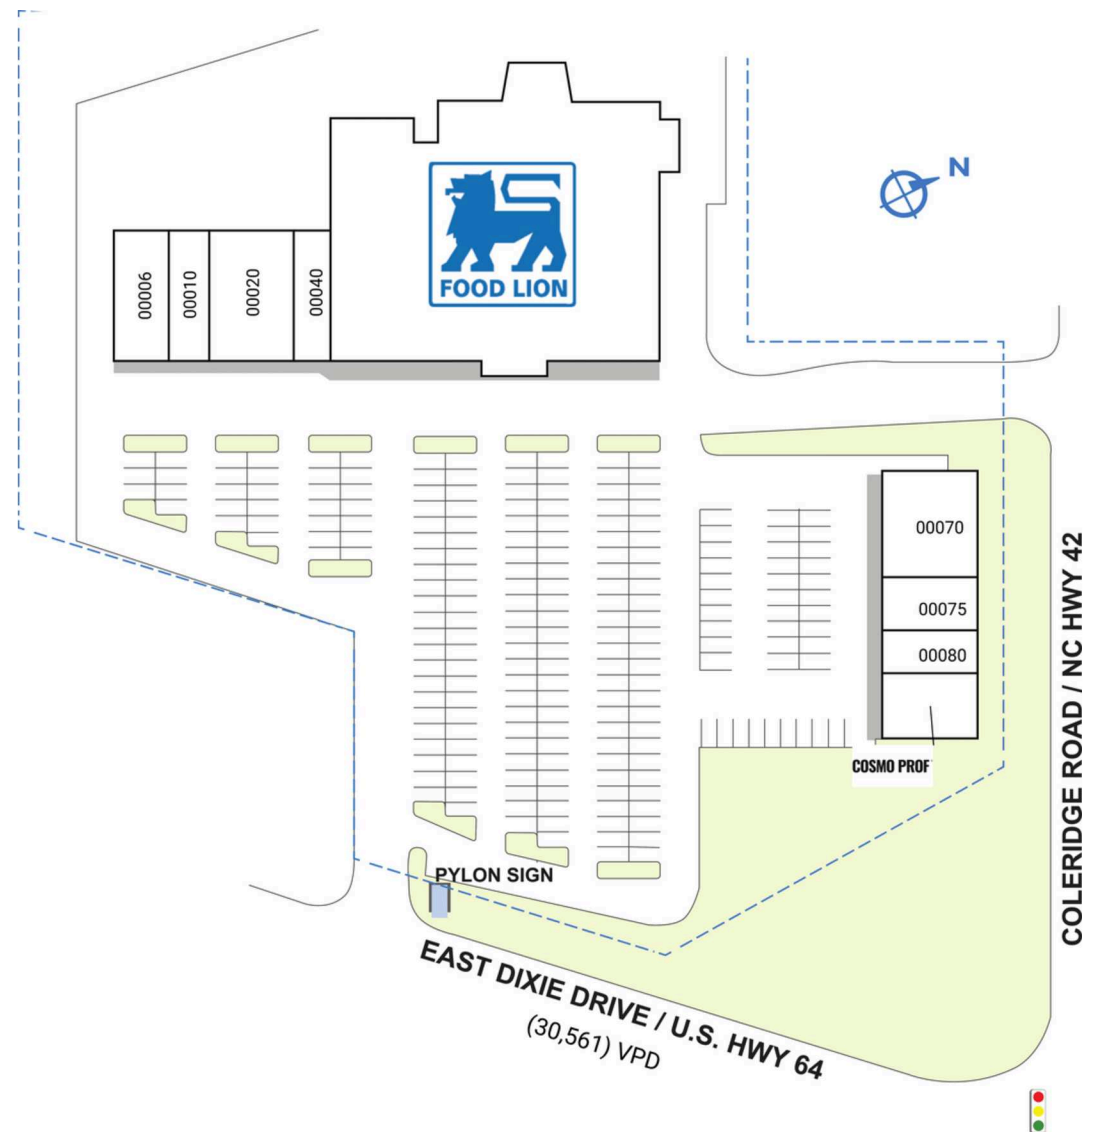 N
FOOD LION
00006
00010
00020
00040
00070
00075
00080
COSMO PROF
PYLON SIGN
EAST DIXIE DRIVE / U.S. HWY 64
(30,561) VPD
COLERIDGE ROAD / NC HWY 42